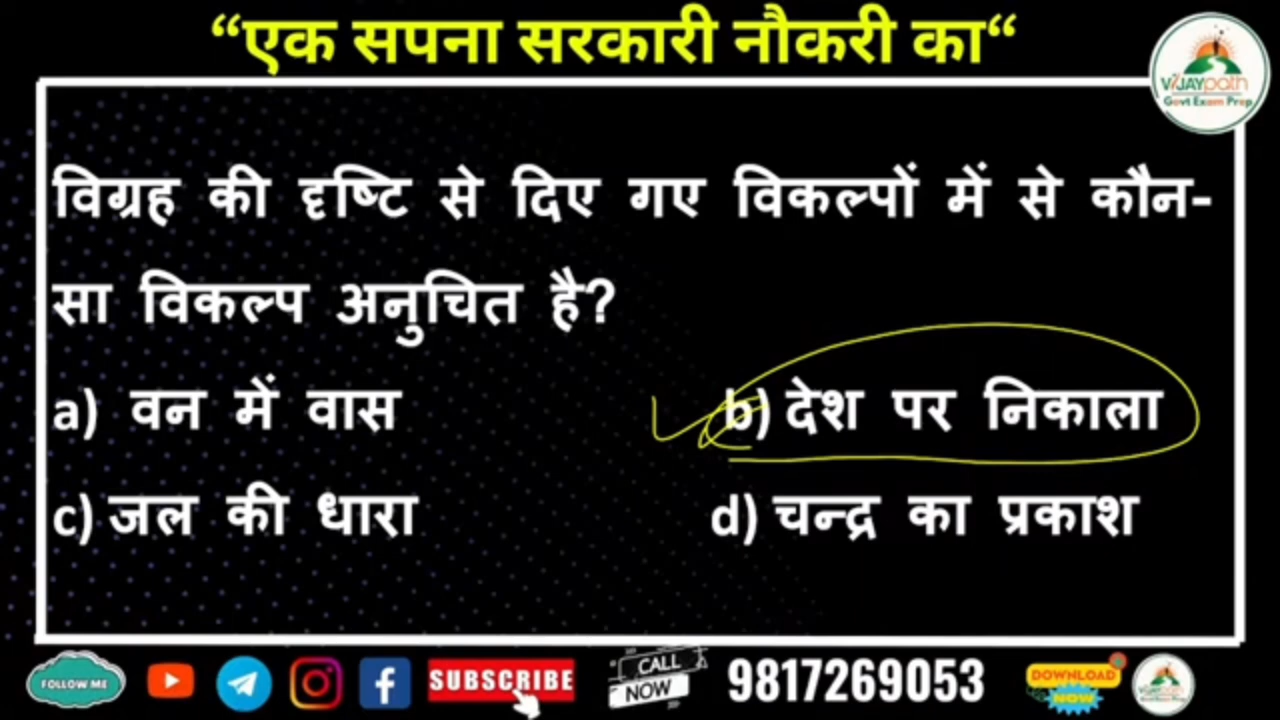 “एक सपना सरकारी नौकरी का“
VIJAYpath
Govt Exam Prep
विग्रह की दृष्टि से दिए गए विकल्पों में से कौन-
सा विकल्प अनुचित है?
a) वन में वास
b) देश पर निकाला
c) जल की धारा
d) चन्द्र का प्रकाश
FOLLOW ME
SUBSCRIBE
CALL
NOW
9817269053
DOWNLOAD
NOW